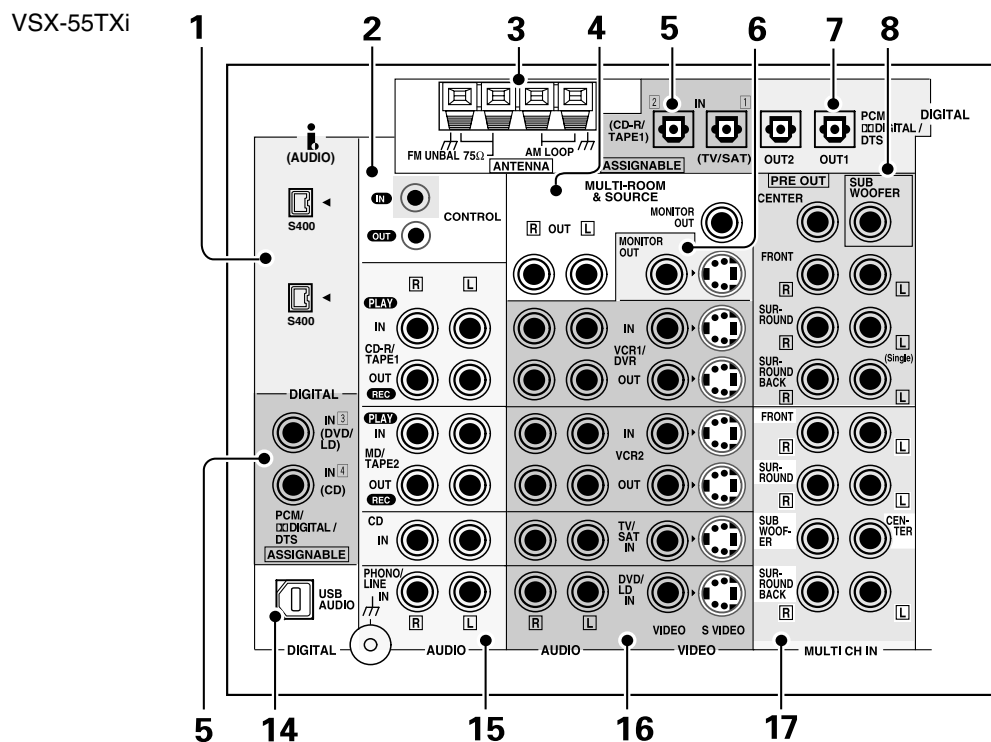 VSX-55TXi
1 2 3 4 5 6 7 8
2 IN 1
(CD-R/
TAPE1)
(TV/SAT)
ASSIGNABLE
OUT2
OUT1
PCM
DIGITAL /
DTS
DIGITAL
FM UNBAL 75Ω
AM LOOP
ANTENNA
i
(AUDIO)
S400
S400
IN
OUT
CONTROL
MULTI-ROOM
& SOURCE
R OUT L
MONITOR
OUT
MONITOR
OUT
PRE OUT
CENTER
SUB
WOOFER
FRONT
R
L
SUR-
ROUND
R
L
SUR-
ROUND
BACK
R
(Single)
L
R L
PLAY
IN
CD-R/
TAPE1
OUT
REC
IN
VCR1/
DVR
OUT
DIGITAL
IN 3
(DVD/
LD)
IN 4
(CD)
PCM/
DIGITAL /
DTS
ASSIGNABLE
PLAY
IN
MD/
TAPE2
OUT
REC
IN
VCR2
OUT
FRONT
R
L
SUR-
ROUND
R
L
CD
IN
TV/
SAT
IN
SUB
WOOF-
ER
CEN-
TER
USB
AUDIO
PHONO/
LINE
IN
R L
R L
DVD/
LD
IN
VIDEO S VIDEO
SUR-
ROUND
BACK
R
L
DIGITAL
AUDIO
AUDIO
VIDEO
MULTI CH IN
5 14 15 16 17